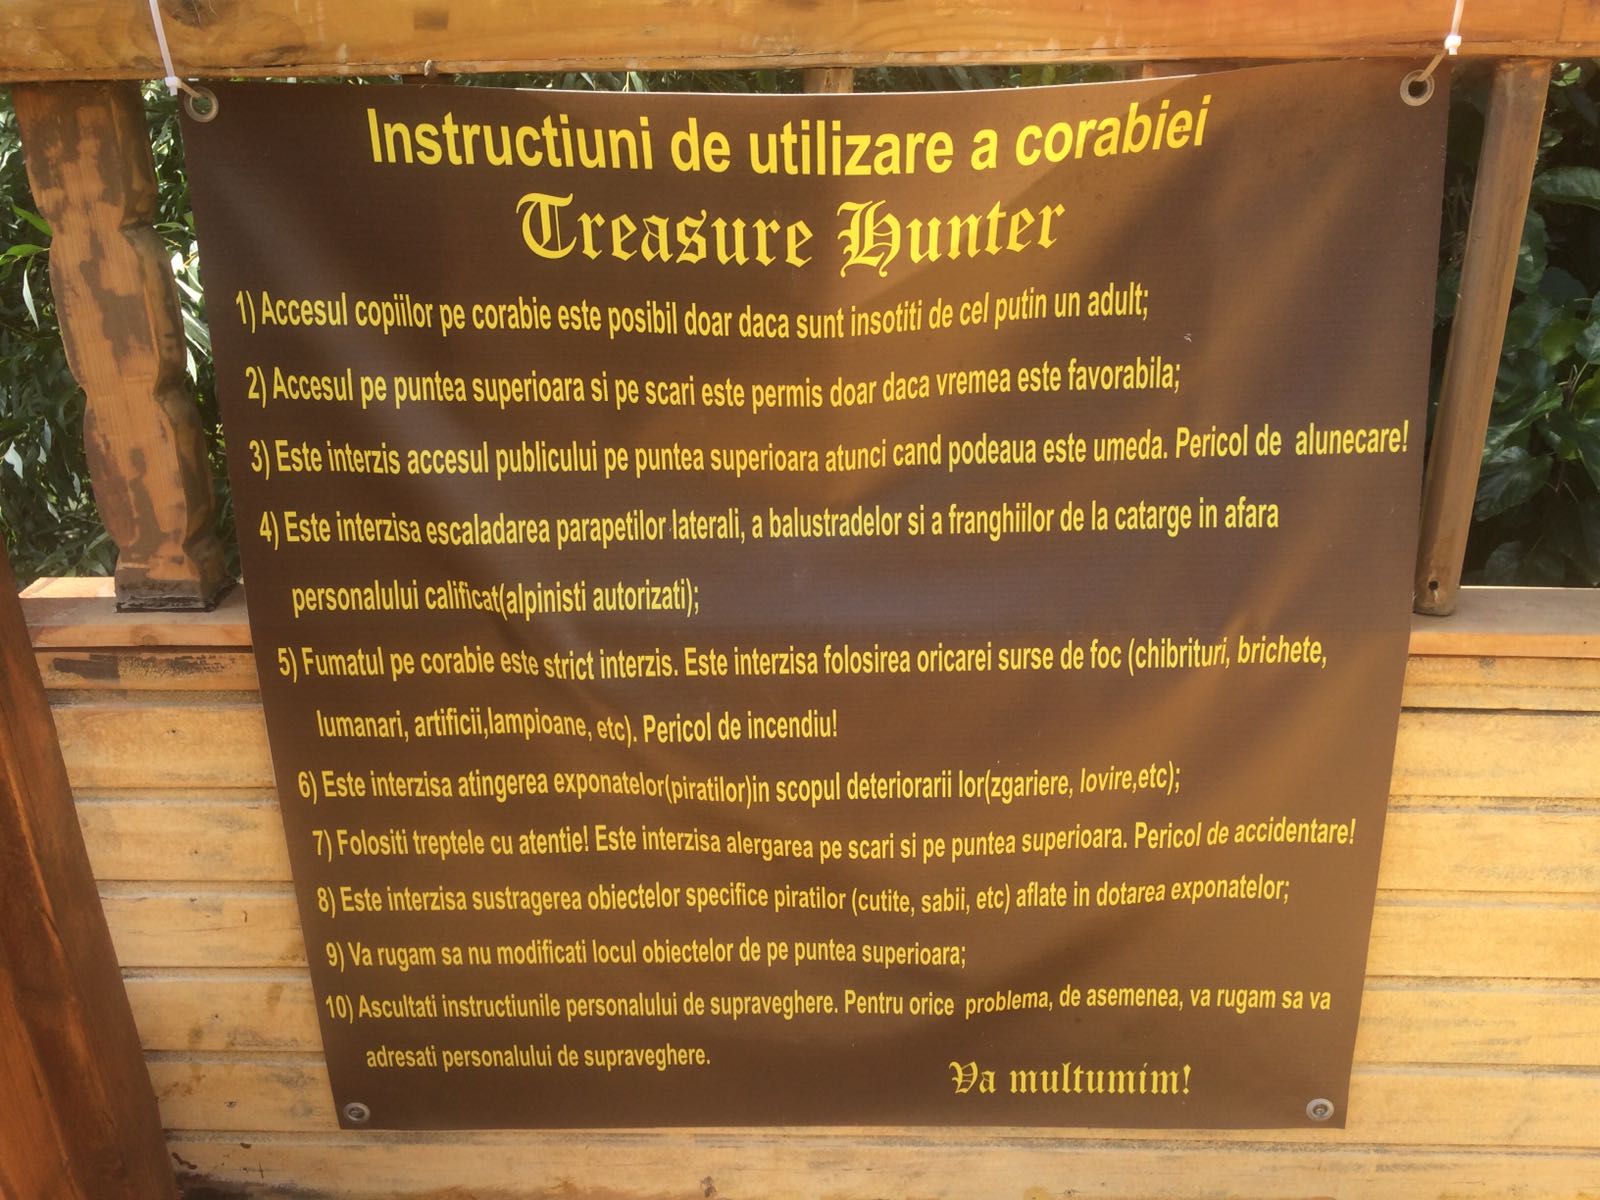 Instructiuni de utilizare a corabiei
Treasure Hunter
1) Accesul copiilor pe corabie este posibil doar daca sunt insotiti de cel putin un adult;
2) Accesul pe puntea superioara si pe scari este permis doar daca vremea este favorabila;
3) Este interzis accesul publicului pe puntea superioara atunci cand podeaua este umeda. Pericol de alunecare!
4) Este interzisa escaladarea parapetilor laterali, a balustradelor si a franghiilor de la catarge in afara
personalului calificat(alpinisti autorizati);
5) Fumatul pe corabie este strict interzis. Este interzisa folosirea oricarei surse de foc (chibrituri, brichete,
lumanari, artificii,lampioane, etc). Pericol de incendiu!
6) Este interzisa atingerea exponatelor(piratilor)in scopul deteriorarii lor(zgariere, lovire,etc);
7) Folositi treptele cu atentie! Este interzisa alergarea pe scari si pe puntea superioara. Pericol de accidentare!
8) Este interzisa sustragerea obiectelor specifice piratilor (cutite, sabii, etc) aflate in dotarea exponatelor;
9) Va rugam sa nu modificati locul obiectelor de pe puntea superioara;
10) Ascultati instructiunile personalului de supraveghere. Pentru orice problema, de asemenea, va rugam sa va
adresati personalului de supraveghere.
Va multumim!